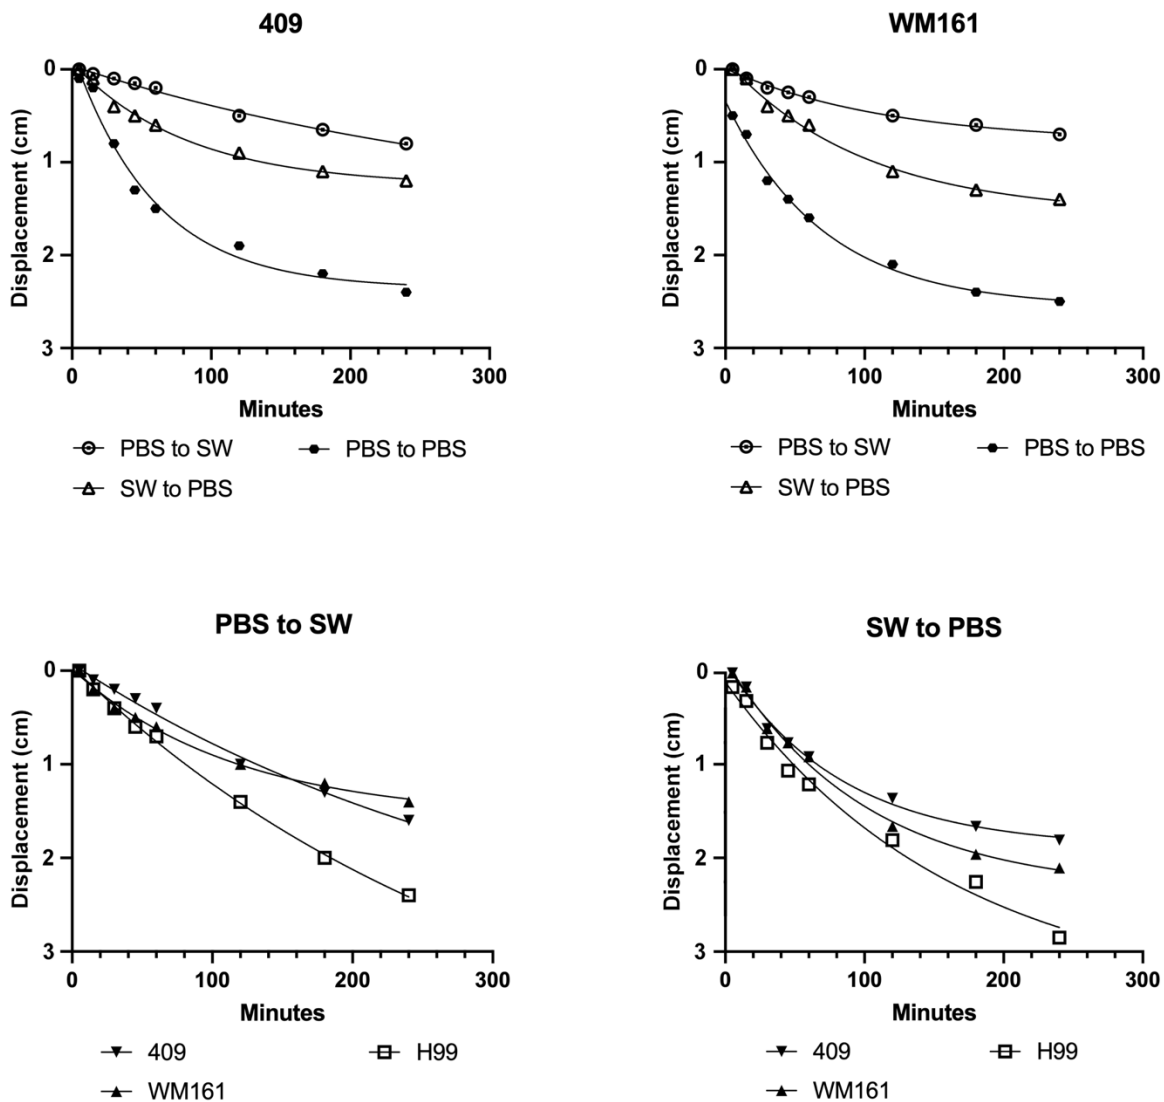 409
0
1
2
3
Displacement (cm)
0 100 200 300
Minutes
PBS to SW PBS to PBS
SW to PBS
WM161
0
1
2
3
Displacement (cm)
0 100 200 300
Minutes
PBS to SW PBS to PBS
SW to PBS
PBS to SW
0
1
2
3
Displacement (cm)
0 100 200 300
Minutes
409 H99
WM161
SW to PBS
0
1
2
3
Displacement (cm)
0 100 200 300
Minutes
409 H99
WM161